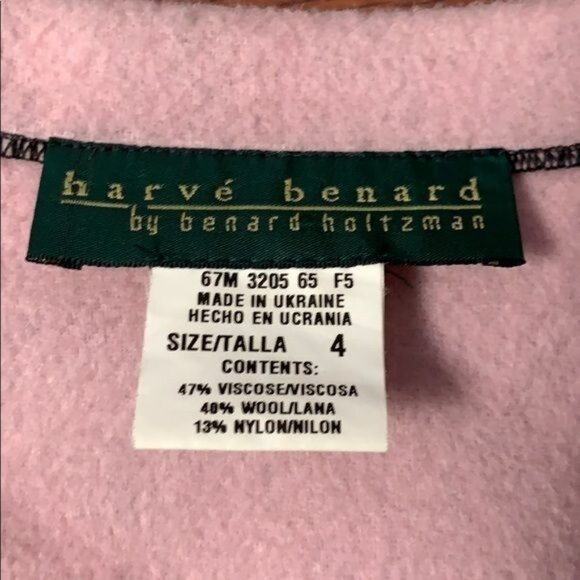 harvé benard
by benard holtzman
67M 3205 65 F5
MADE IN UKRAINE
HECHO EN UCRANIA
SIZE/TALLA 4
CONTENTS:
47% VISCOSE/VISCOSA
40% WOOL/LANA
13% NYLON/NILON